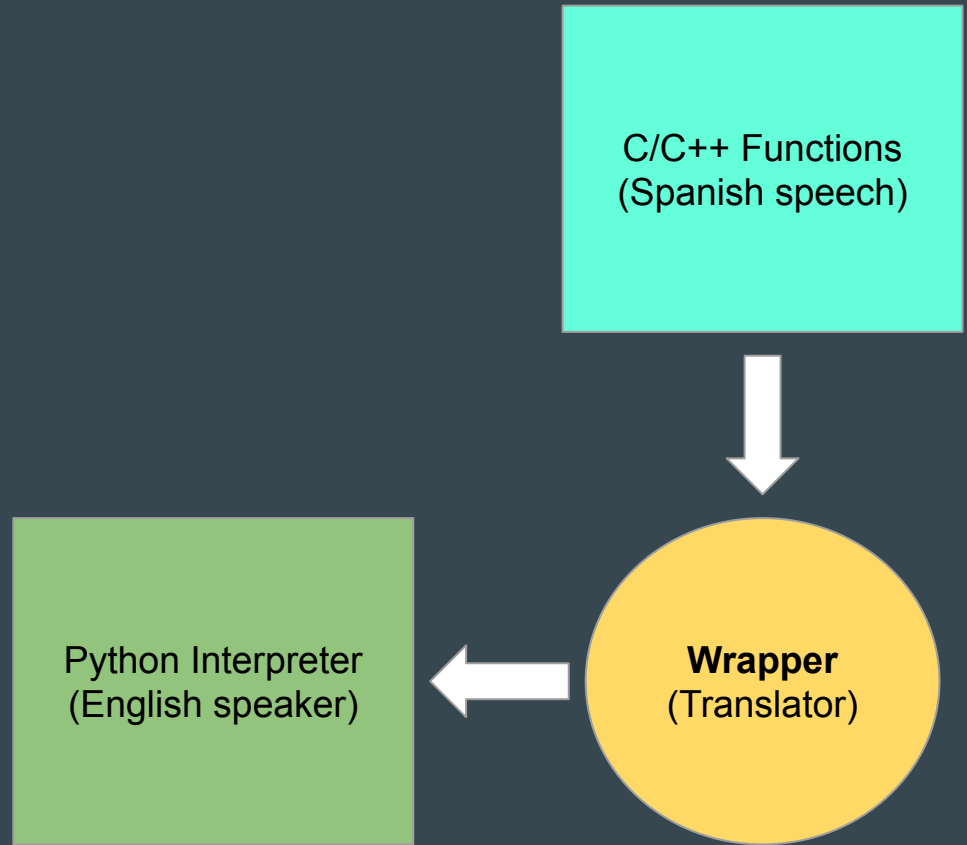 C/C++ Functions
(Spanish speech)
Python Interpreter
(English speaker)
Wrapper
(Translator)